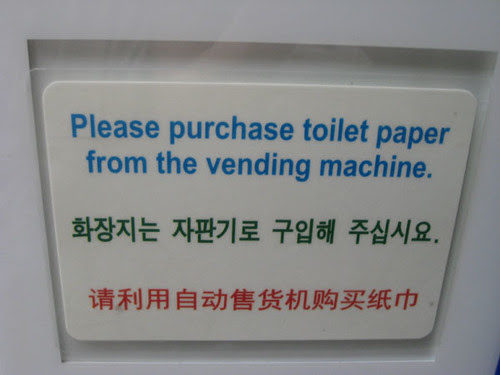 Please purchase toilet paper
from the vending machine.
화장지는 자판기로 구입해 주십시요.
请利用自动售货机购买纸巾